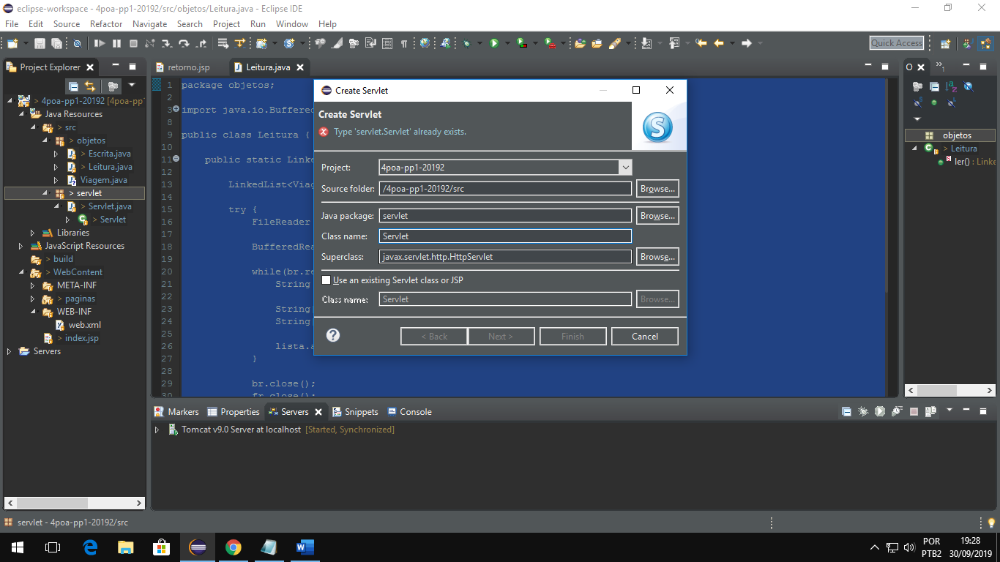 eclipse-workspace - 4poa-pp1-20192/src/objetos/Leitura.java - Eclipse IDE
File Edit Source Refactor Navigate Search Project Run Window Help
Quick Access
Project Explorer
> 4poa-pp1-20192 [4poa-pp
Java Resources
> src
> objetos
> Escrita.java
> Leitura.java
Viagem.java
> servlet
> Servlet.java
> Servlet
Libraries
JavaScript Resources
> build
> WebContent
META-INF
> paginas
WEB-INF
web.xml
> index.jsp
Servers
retorno.jsp
Leitura.java
1 package objetos;
2
3 import java.io.Buffered
8
9 public class Leitura {
10
11 public static Linke
12
13 LinkedList<Viag
14
15 try {
16 FileReader
17
18 BufferedRea
19
20 while(br.re
21 String
22
23 String[
24 String[
25
26 lista.a
27 }
28
29 br.close();
30 fr.close();
Create Servlet
Create Servlet
Type 'servlet.Servlet' already exists.
S
Project: 4poa-pp1-20192
Source folder: /4poa-pp1-20192/src Browse...
Java package: servlet Browse...
Class name: Servlet
Superclass: javax.servlet.http.HttpServlet Browse...
Use an existing Servlet class or JSP
Class name: Servlet Browse...
? < Back Next > Finish Cancel
O
objetos
> Leitura
ler() : Linke
Markers Properties Servers Snippets Console
Tomcat v9.0 Server at localhost [Started, Synchronized]
servlet - 4poa-pp1-20192/src
POR
PTB2
19:28
30/09/2019